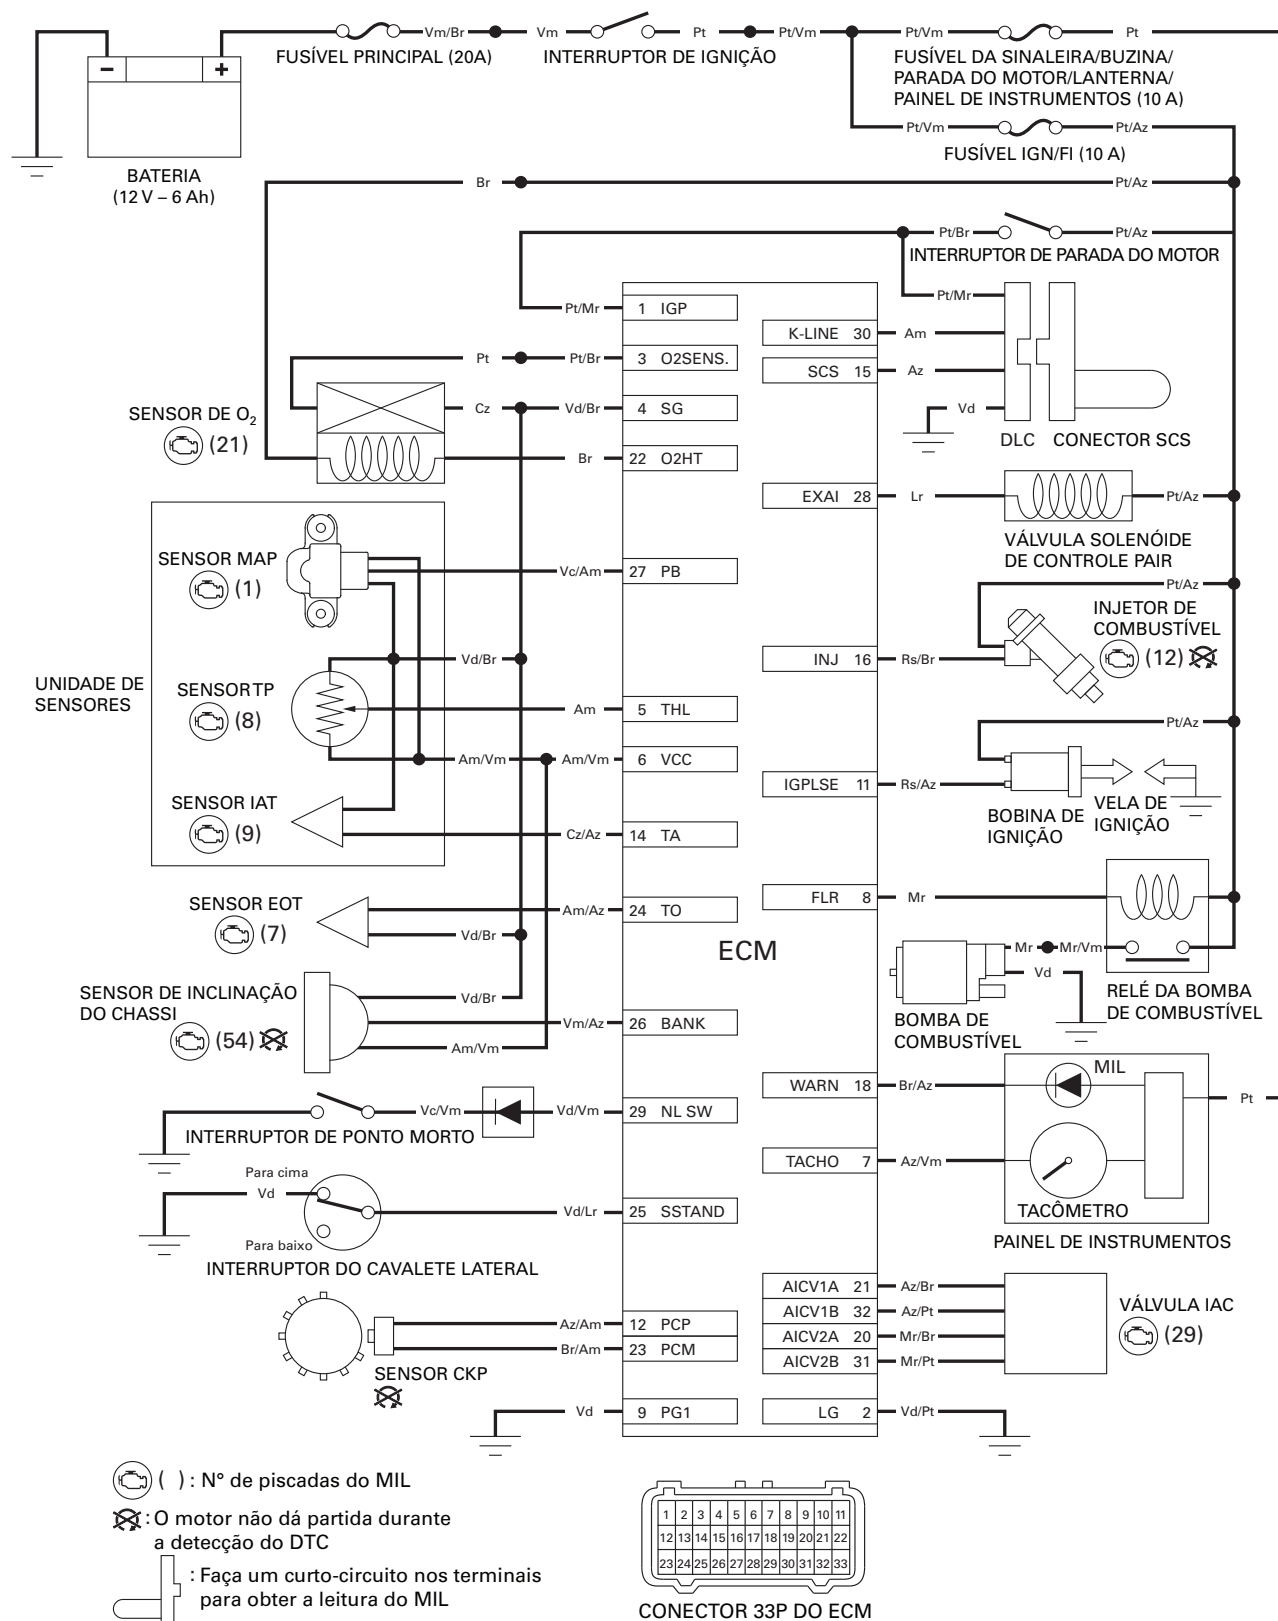 Vm/Br
Vm
Pt
Pt/Vm
Pt/Vm
Pt
FUSÍVEL PRINCIPAL (20A)
INTERRUPTOR DE IGNIÇÃO
FUSÍVEL DA SINALEIRA/BUZINA/
PARADA DO MOTOR/LANTERNA/
PAINEL DE INSTRUMENTOS (10 A)
– +
BATERIA
(12 V – 6 Ah)
Pt/Vm
Pt/Az
FUSÍVEL IGN/FI (10 A)
Br
Pt/Az
Pt/Br
Pt/Az
INTERRUPTOR DE PARADA DO MOTOR
Pt/Mr
1 IGP
Pt/Mr
K-LINE 30
Am
Pt
Pt/Br
3 O2SENS.
SCS 15
Az
SENSOR DE O2
(21)
Cz
Vd/Br
4 SG
Vd
DLC
CONECTOR SCS
Br
22 O2HT
EXAI 28
Lr
Pt/Az
VÁLVULA SOLENÓIDE
DE CONTROLE PAIR
SENSOR MAP
(1)
Vc/Am
27 PB
Pt/Az
INJETOR DE
COMBUSTÍVEL
(12)
INJ 16
Rs/Br
UNIDADE DE
SENSORES
Vd/Br
SENSOR TP
(8)
Am
5 THL
Pt/Az
Am/Vm
Am/Vm
6 VCC
IGPLSE 11
Rs/Az
BOBINA DE
IGNIÇÃO
VELA DE
IGNIÇÃO
SENSOR IAT
(9)
Cz/Az
14 TA
SENSOR EOT
(7)
Am/Az
24 TO
Vd/Br
FLR 8
Mr
ECM
Mr
Mr/Vm
Vd
RELÉ DA BOMBA
DE COMBUSTÍVEL
BOMBA DE
COMBUSTÍVEL
SENSOR DE INCLINAÇÃO
DO CHASSI
(54)
Vd/Br
Vm/Az
26 BANK
Am/Vm
WARN 18
Br/Az
MIL
Pt
Vc/Vm
Vd/Vm
29 NL SW
INTERRUPTOR DE PONTO MORTO
TACHO 7
Az/Vm
TACÔMETRO
PAINEL DE INSTRUMENTOS
Para cima
Vd
Vd/Lr
25 SSTAND
Para baixo
INTERRUPTOR DO CAVALETE LATERAL
AICV1A 21
Az/Br
AICV1B 32
Az/Pt
AICV2A 20
Mr/Br
AICV2B 31
Mr/Pt
VÁLVULA IAC
(29)
Az/Am
12 PCP
Br/Am
23 PCM
SENSOR CKP
Vd
9 PG1
LG 2
Vd/Pt
( ) : N° de piscadas do MIL
: O motor não dá partida durante
a detecção do DTC
: Faça um curto-circuito nos terminais
para obter a leitura do MIL
1 2 3 4 5 6 7 8 9 10 11
12 13 14 15 16 17 18 19 20 21 22
23 24 25 26 27 28 29 30 31 32 33
CONECTOR 33P DO ECM